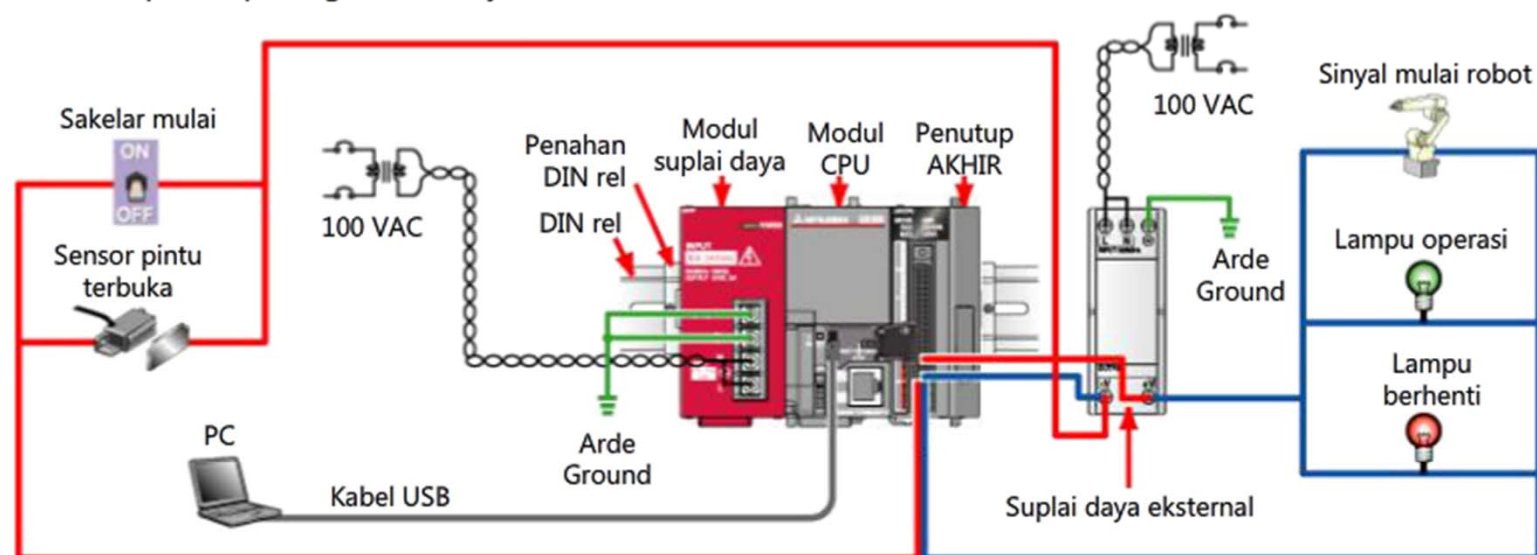 100 VAC
Sinyal mulai robot
Sakelar mulai
ON
OFF
Penahan
DIN rel
Modul
suplai daya
Modul
CPU
Penutup
AKHIR
100 VAC
DIN rel
Sensor pintu
terbuka
INPUT
L
N
Arde
Ground
Lampu operasi
Lampu
berhenti
PC
Arde
Ground
Kabel USB
Suplai daya eksternal